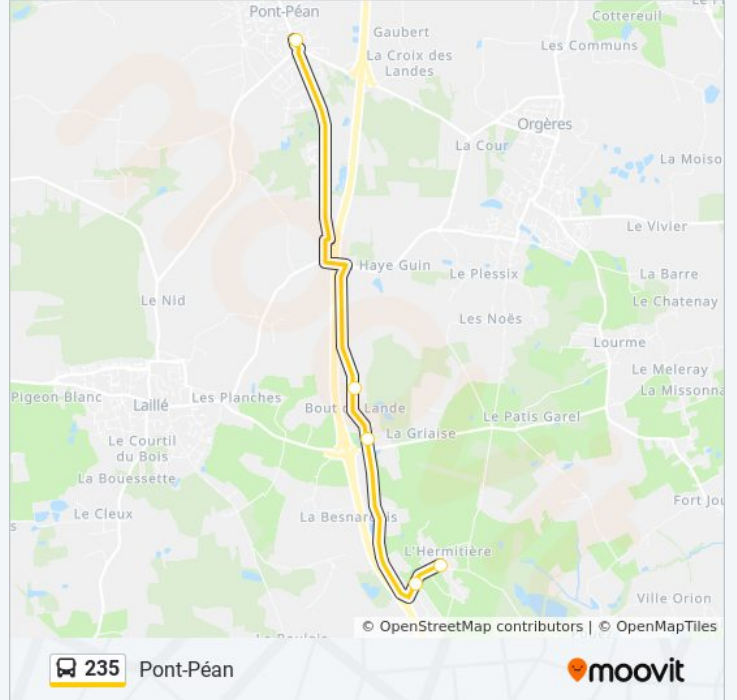 Pont-Péan
Gaubert
Cottereuil
Les Communs
La Croix des
Landes
Orgères
La Cour
La Moiso
Le Vivier
Haye Guin
Le Plessix
La Barre
Le Chatenay
Le Nid
Les Noës
Lourme
Le Meleray
La Missonna
Pigeon Blanc
Laillé
Les Planches
Bout de Lande
Le Patis Garel
La Griaise
Le Courtil
du Bois
La Bouessette
Fort Jou
Le Cleux
La Besnardais
s
L'Hermitière
Ville Orion
© OpenStreetMap contributors | © OpenMapTiles
235 Pont-Péan
moovit